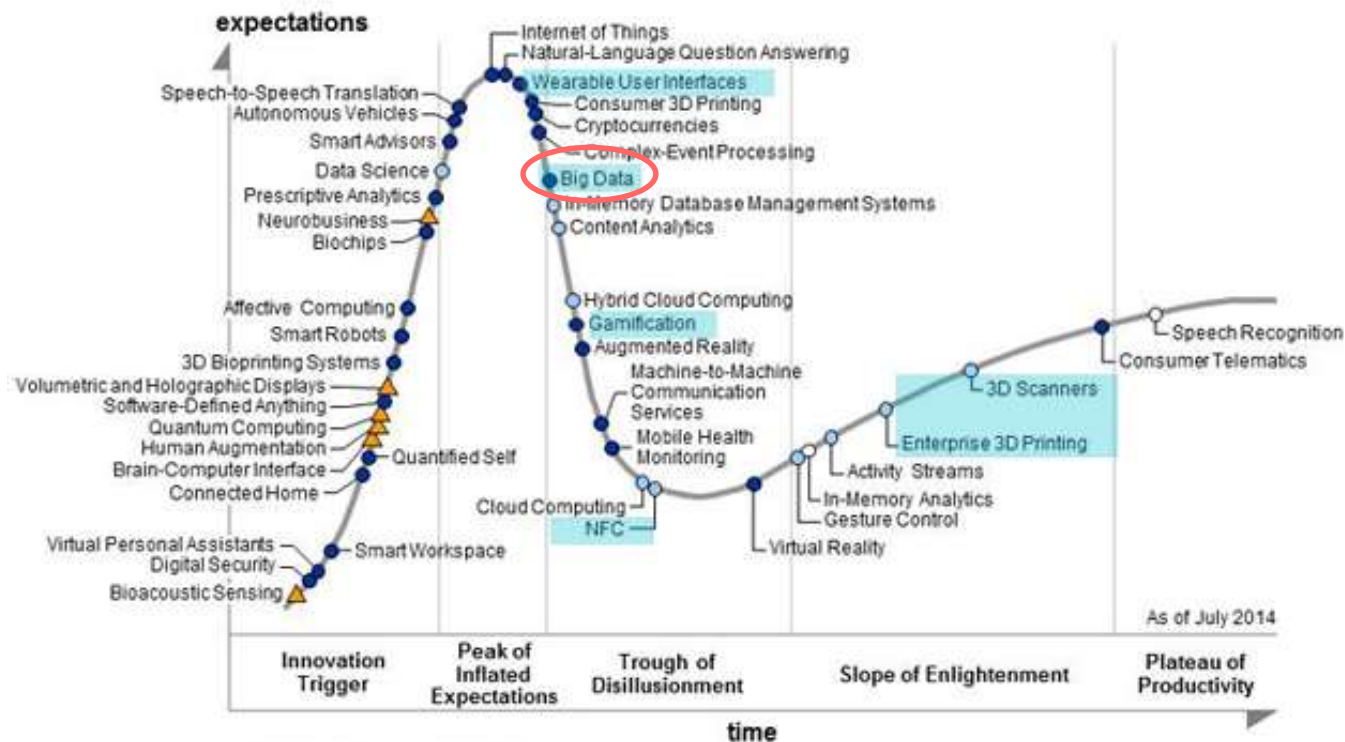 expectations
Internet of Things
Natural-Language Question Answering
Wearable User Interfaces
Speech-to-Speech Translation
Consumer 3D Printing
Autonomous Vehicles
Cryptocurrencies
Smart Advisors
Complex-Event Processing
Data Science
Big Data
Prescriptive Analytics
In-Memory Database Management Systems
Neurobusiness
Content Analytics
Biochips
Hybrid Cloud Computing
Affective Computing
Gamification
Speech Recognition
Smart Robots
Augmented Reality
Consumer Telematics
3D Bioprinting Systems
Machine-to-Machine
Communication
Services
Volumetric and Holographic Displays
3D Scanners
Software-Defined Anything
Quantum Computing
Mobile Health
Monitoring
Human Augmentation
Enterprise 3D Printing
Quantified Self
Brain-Computer Interface
Activity Streams
Connected Home
In-Memory Analytics
Cloud Computing
Gesture Control
NFC
Virtual Reality
Virtual Personal Assistants
Smart Workspace
Digital Security
Bioacoustic Sensing
As of July 2014
Innovation
Trigger
Peak of
Inflated
Expectations
Trough of
Disillusionment
Slope of Enlightenment
Plateau of
Productivity
time